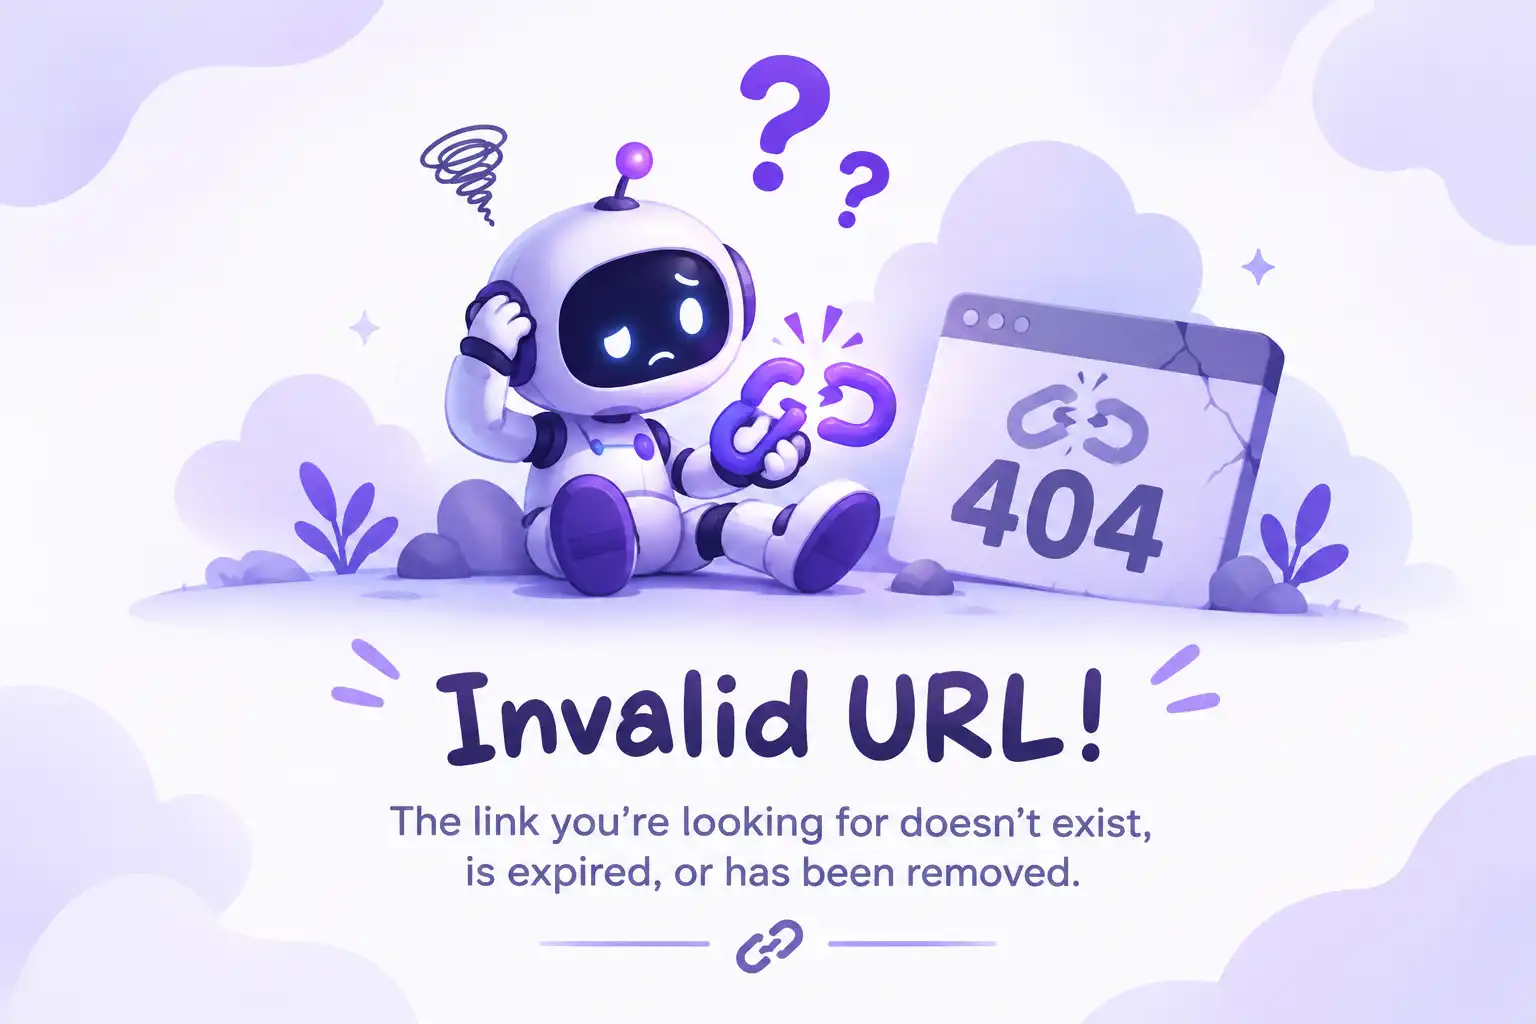 ? ?
404
Invalid URL!
The link you’re looking for doesn’t exist,
is expired, or has been removed.